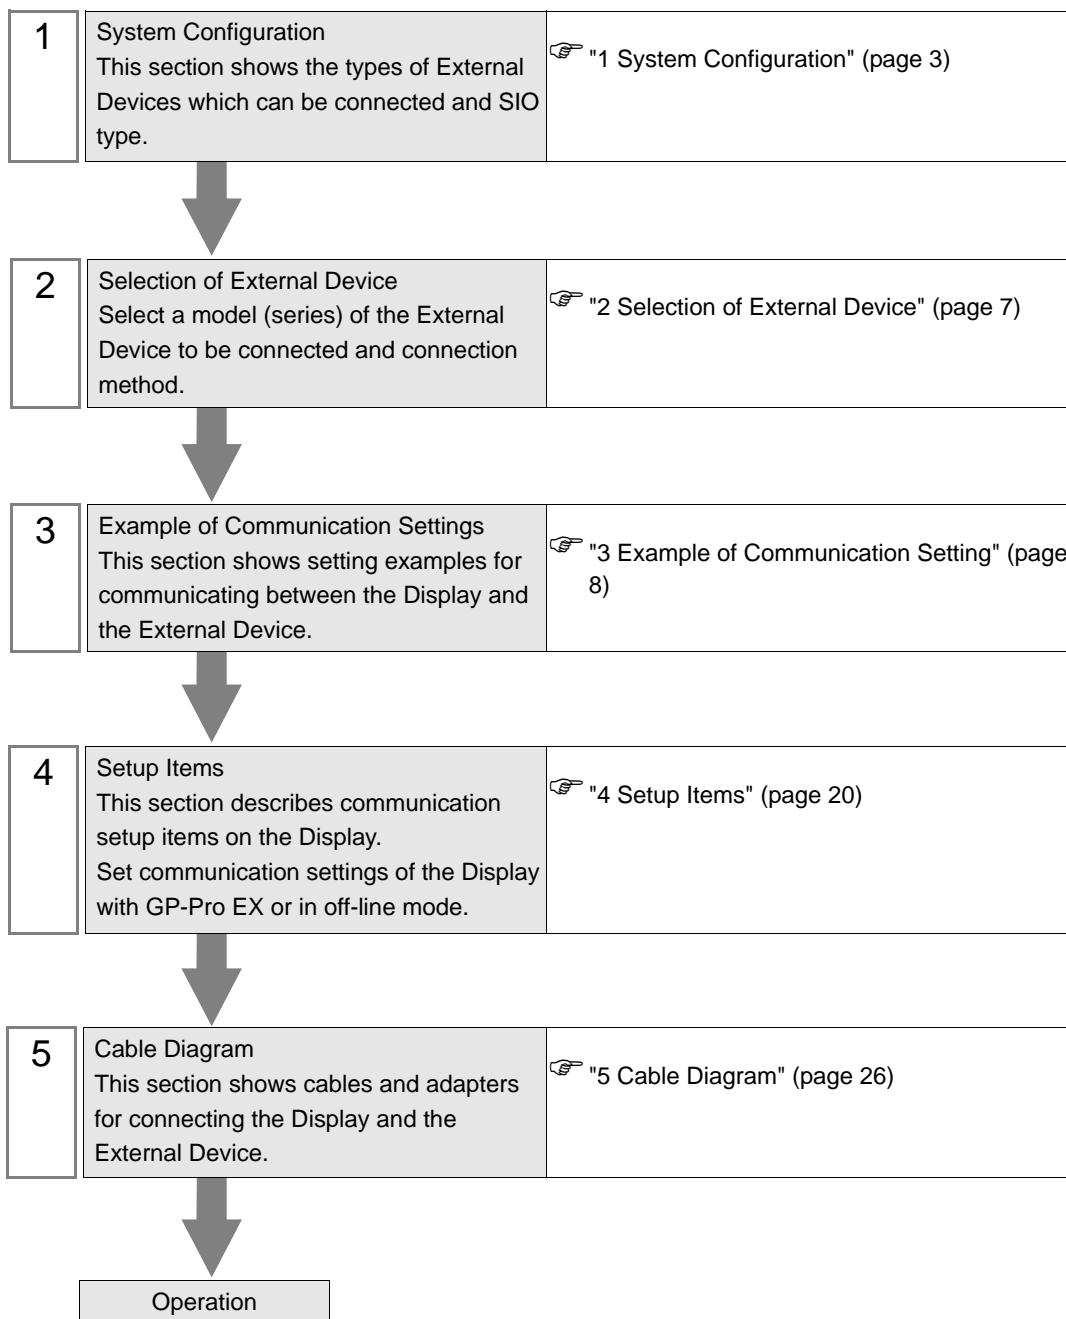 1
System Configuration
This section shows the types of External
Devices which can be connected and SIO
type.
"1 System Configuration" (page 3)
2
Selection of External Device
Select a model (series) of the External
Device to be connected and connection
method.
"2 Selection of External Device" (page 7)
3
Example of Communication Settings
This section shows setting examples for
communicating between the Display and
the External Device.
"3 Example of Communication Setting" (page
8)
4
Setup Items
This section describes communication
setup items on the Display.
Set communication settings of the Display
with GP-Pro EX or in off-line mode.
"4 Setup Items" (page 20)
5
Cable Diagram
This section shows cables and adapters
for connecting the Display and the
External Device.
"5 Cable Diagram" (page 26)
Operation